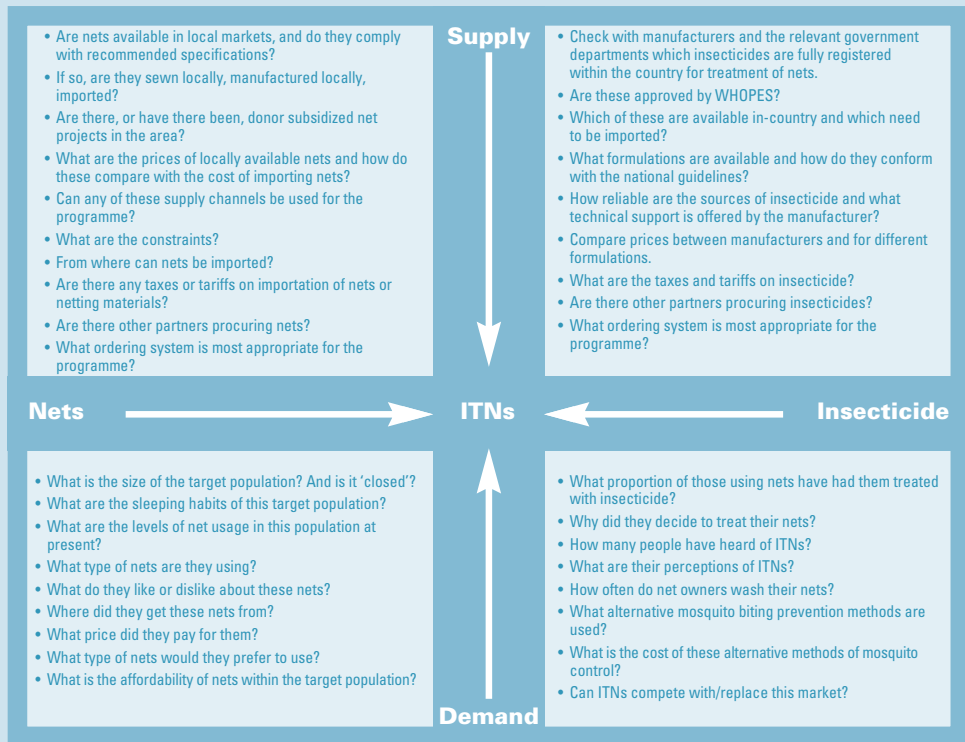 Supply
• Are nets available in local markets, and do they comply
with recommended specifications?
• If so, are they sewn locally, manufactured locally,
imported?
• Are there, or have there been, donor subsidized net
projects in the area?
• What are the prices of locally available nets and how do
these compare with the cost of importing nets?
• Can any of these supply channels be used for the
programme?
• What are the constraints?
• From where can nets be imported?
• Are there any taxes or tariffs on importation of nets or
netting materials?
• Are there other partners procuring nets?
• What ordering system is most appropriate for the
programme?
• Check with manufacturers and the relevant government
departments which insecticides are fully registered
within the country for treatment of nets.
• Are these approved by WHOPES?
• Which of these are available in-country and which need
to be imported?
• What formulations are available and how do they conform
with the national guidelines?
• How reliable are the sources of insecticide and what
technical support is offered by the manufacturer?
• Compare prices between manufacturers and for different
formulations.
• What are the taxes and tariffs on insecticide?
• Are there other partners procuring insecticides?
• What ordering system is most appropriate for the
programme?
Nets
ITNs
Insecticide
• What is the size of the target population? And is it ‘closed’?
• What are the sleeping habits of this target population?
• What are the levels of net usage in this population at
present?
• What type of nets are they using?
• What do they like or dislike about these nets?
• Where did they get these nets from?
• What price did they pay for them?
• What type of nets would they prefer to use?
• What is the affordability of nets within the target population?
• What proportion of those using nets have had them treated
with insecticide?
• Why did they decide to treat their nets?
• How many people have heard of ITNs?
• What are their perceptions of ITNs?
• How often do net owners wash their nets?
• What alternative mosquito biting prevention methods are
used?
• What is the cost of these alternative methods of mosquito
control?
• Can ITNs compete with/replace this market?
Demand